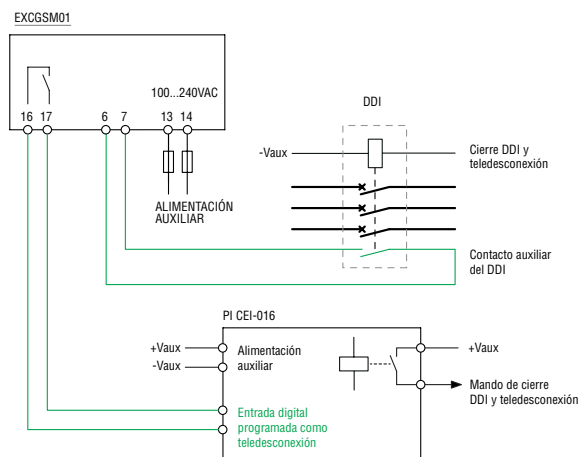 EXCGSM01
100...240VAC
16 17 6 7 13 14
ALIMENTACIÓN
AUXILIAR
DDI
-Vaux
Cierre DDI y
teledesconexión
Contacto auxiliar
del DDI
PI CEI-016
+Vaux
-Vaux
Alimentación
auxiliar
+Vaux
Mando de cierre
DDI y teledesconexión
Entrada digital
programada como
teledesconexión